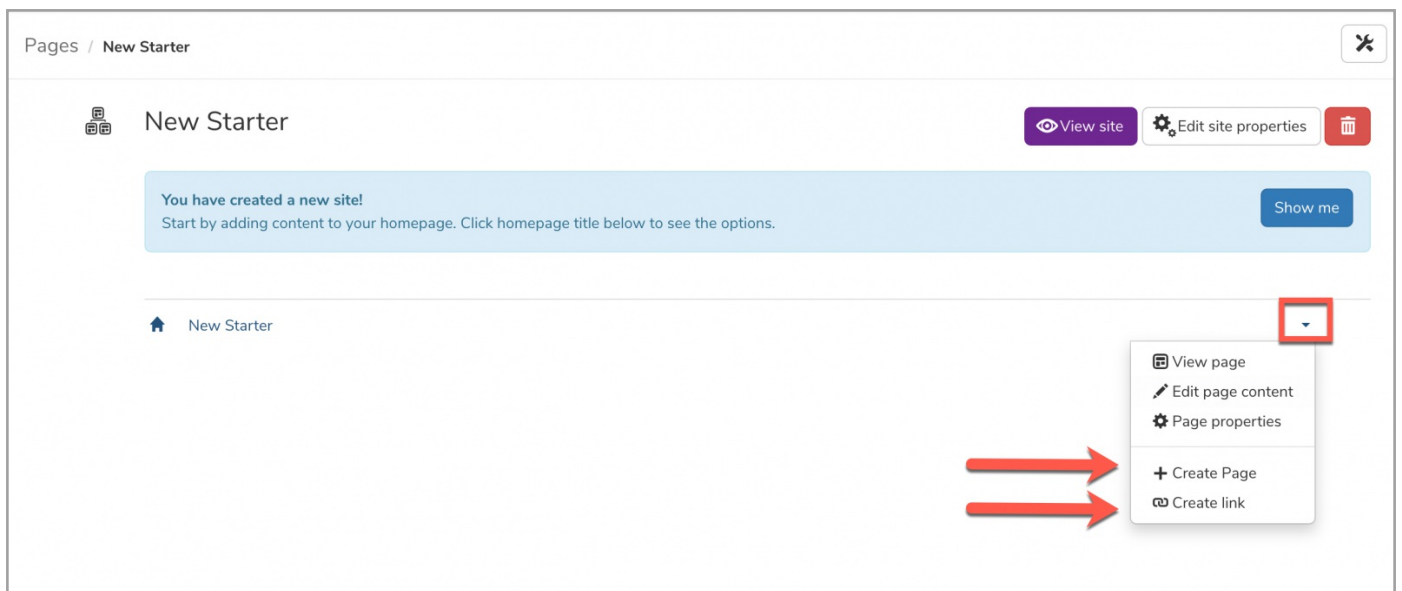 Pages / New Starter
New Starter
View site
Edit site properties
You have created a new site!
Start by adding content to your homepage. Click homepage title below to see the options.
Show me
New Starter
View page
Edit page content
Page properties
Create Page
Create link